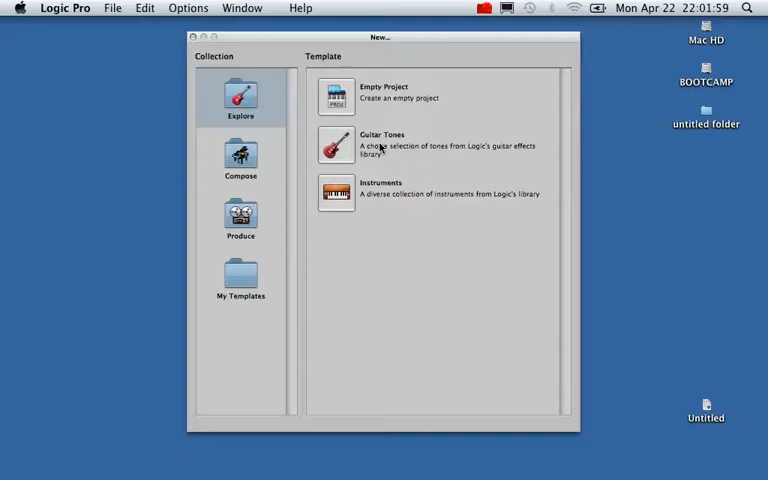 Logic Pro File Edit Options Window Help Mon Apr 22 22:01:59
New...
Collection Template
Explore
Compose
Produce
My Templates
Empty Project
Create an empty project
PROJ
Guitar Tones
A choice selection of tones from Logic's guitar effects
library
Instruments
A diverse collection of instruments from Logic's library
Mac HD
BOOTCAMP
untitled folder
Untitled